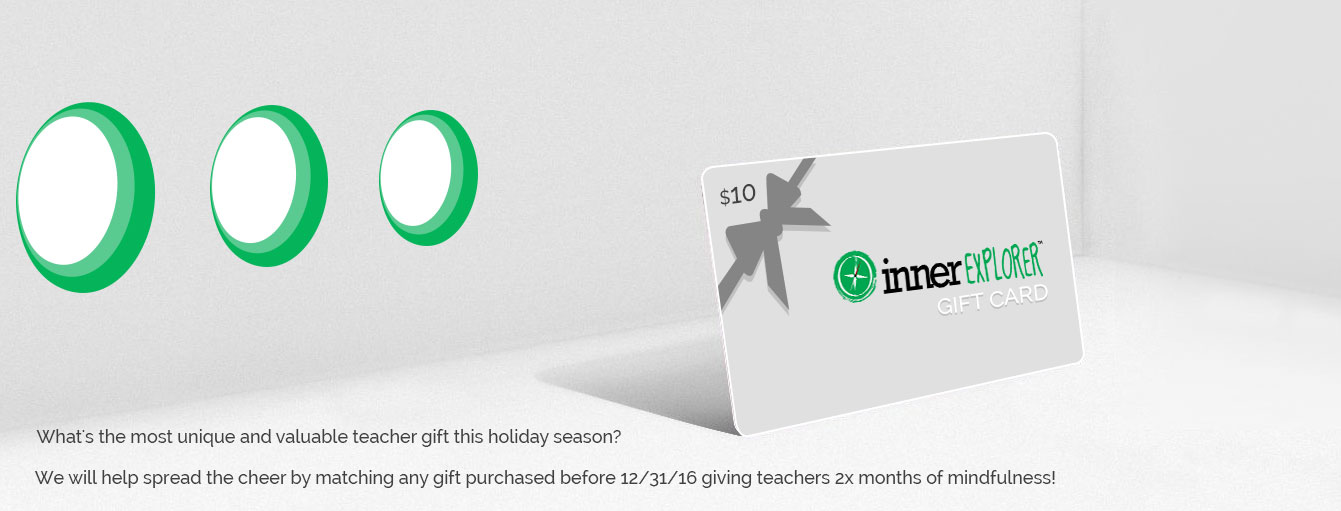 $10
inner EXPLORER™
GIFT CARD
What's the most unique and valuable teacher gift this holiday season?
We will help spread the cheer by matching any gift purchased before 12/31/16 giving teachers 2x months of mindfulness!